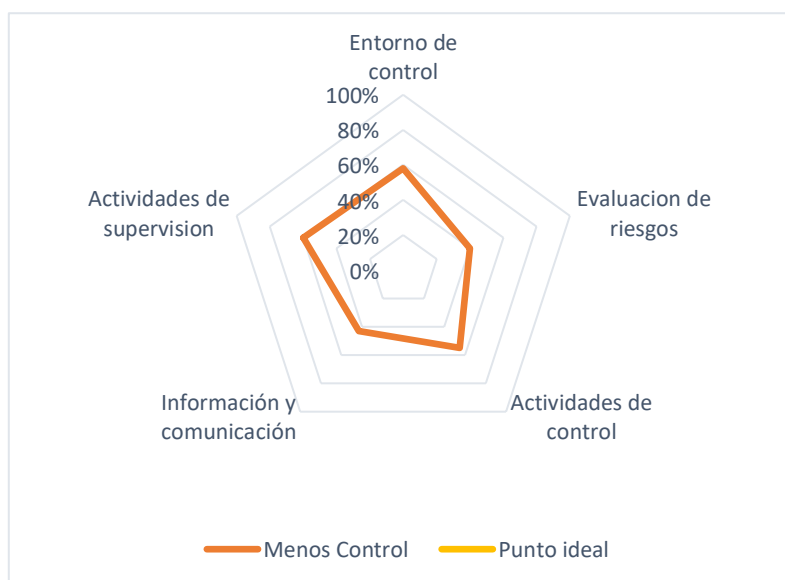 Entorno de
control
100%
80%
60%
40%
20%
0%
Evaluacion de
riesgos
Actividades de
control
Información y
comunicación
Actividades de
supervision
Menos Control
Punto ideal